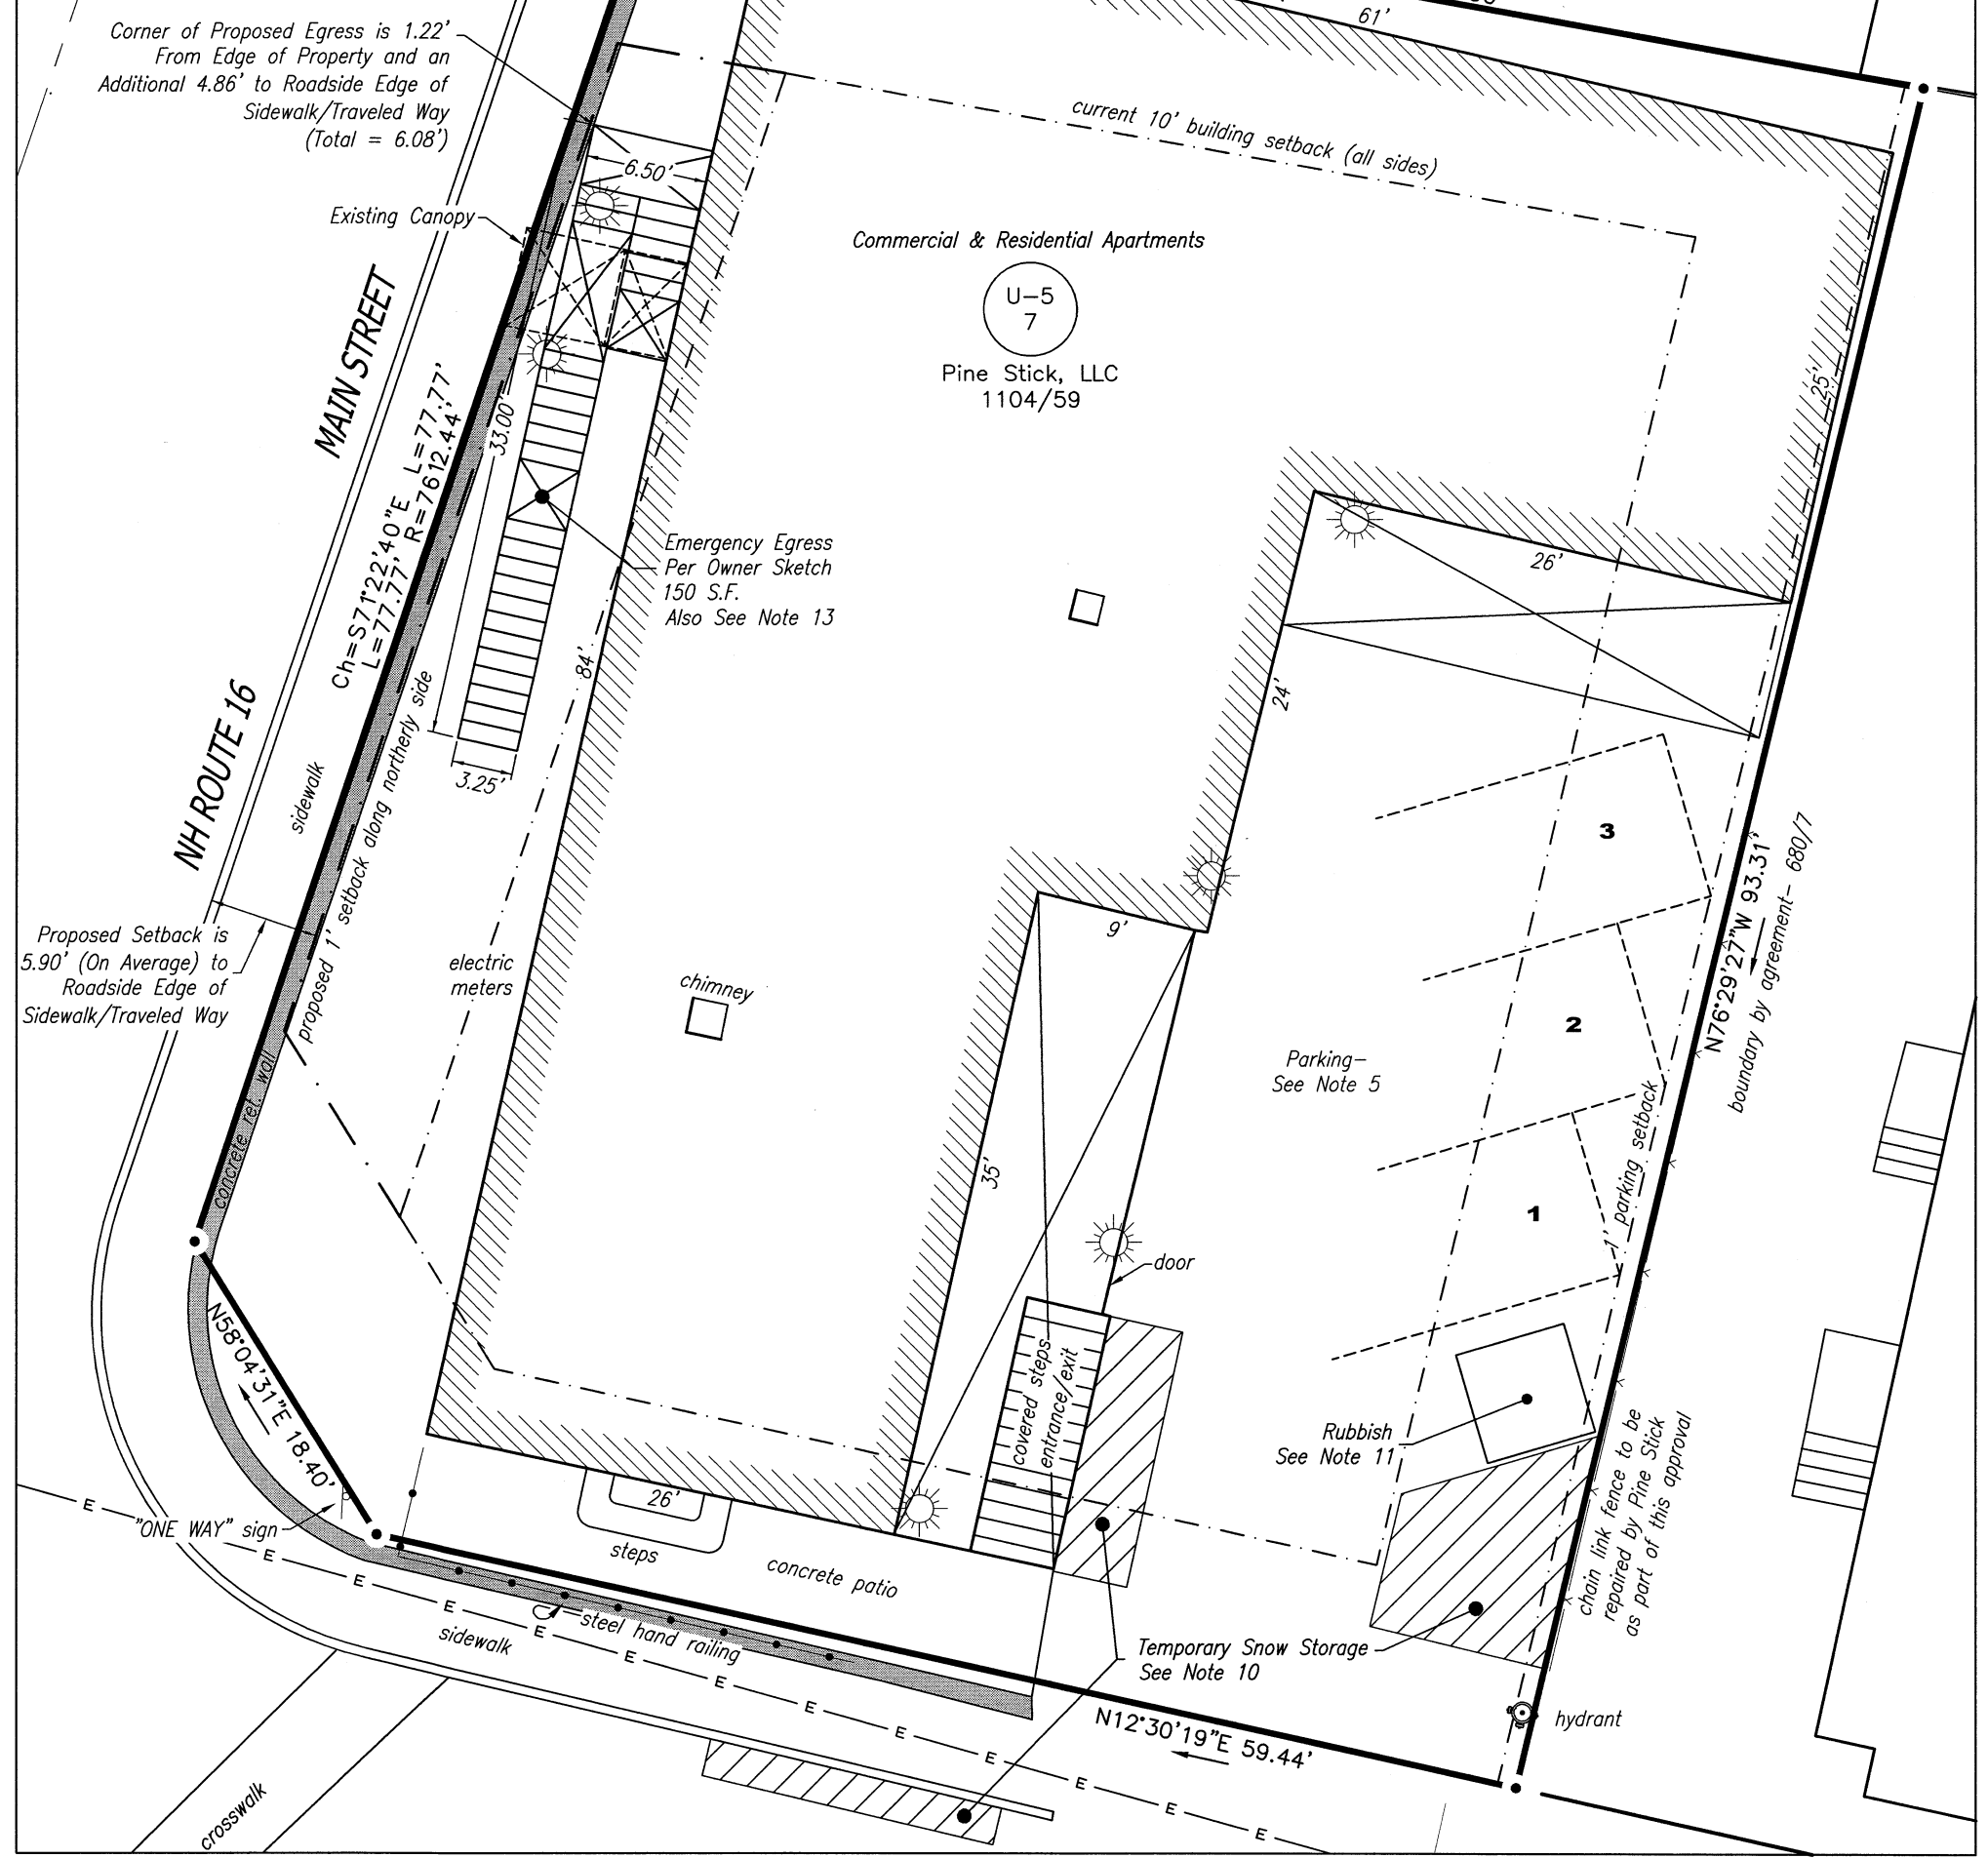 61'
Corner of Proposed Egress is 1.22'
From Edge of Property and an
Additional 4.86' to Roadside Edge of
Sidewalk/Traveled Way
(Total = 6.08')
current 10' building setback (all sides)
6.50'
Existing Canopy
Commercial & Residential Apartments
U-5
7
Pine Stick, LLC
1104/59
25'
MAIN STREET
Ch=S71°22'40"E L=77.77'
L=77.77' R=7612.44'
33.00'
Emergency Egress
Per Owner Sketch
150 S.F.
Also See Note 13
26'
84'
24'
NH ROUTE 16
sidewalk
3.25'
proposed 1' setback along northerly side
3
N76°29'27"W 93.31'
boundary by agreement- 680/7
Proposed Setback is
5.90' (On Average) to
Roadside Edge of
Sidewalk/Traveled Way
electric
meters
chimney
9'
2
Parking-
See Note 5
concrete ret. wall
35'
1' parking setback
1
door
N58°04'31"E 18.40'
covered steps
entrance/exit
Rubbish
See Note 11
chain link fence to be
repaired by Pine Stick
as part of this approval
E
"ONE WAY" sign
26'
steps
concrete patio
E
E
E
E
E
E
E
E
E
E
E
E
steel hand railing
sidewalk
Temporary Snow Storage
See Note 10
N12°30'19"E 59.44'
hydrant
crosswalk